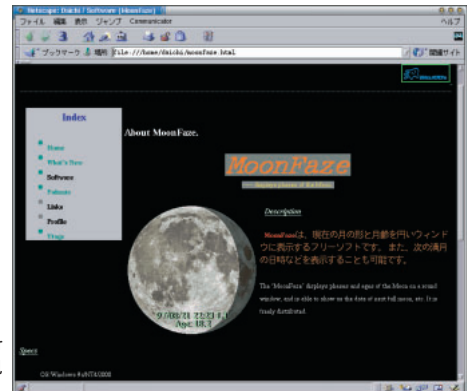 Netscape: Daichi / Software (MoonFaze)
ファイル 編集 表示 ジャンプ Communicator
ヘルプ
ブックマーク 場所 file:///home/daichi/moonfaze.html
関連サイト
Index
Home
What's New
Software
Links
Profile
About MoonFaze.
MoonFaze
displays phases of the Moon.
Description
MoonFazeは、現在の月の形と月齢を円いウィンド
ウに表示するフリーソフトです。また、次の満月
の日時などを表示することも可能です。
The "MoonFaze" displays phases and ages of the Moon on a round
window, and is able to show us the date of next full moon, etc. It is
freely distributed.
Age: 18.3
Specs